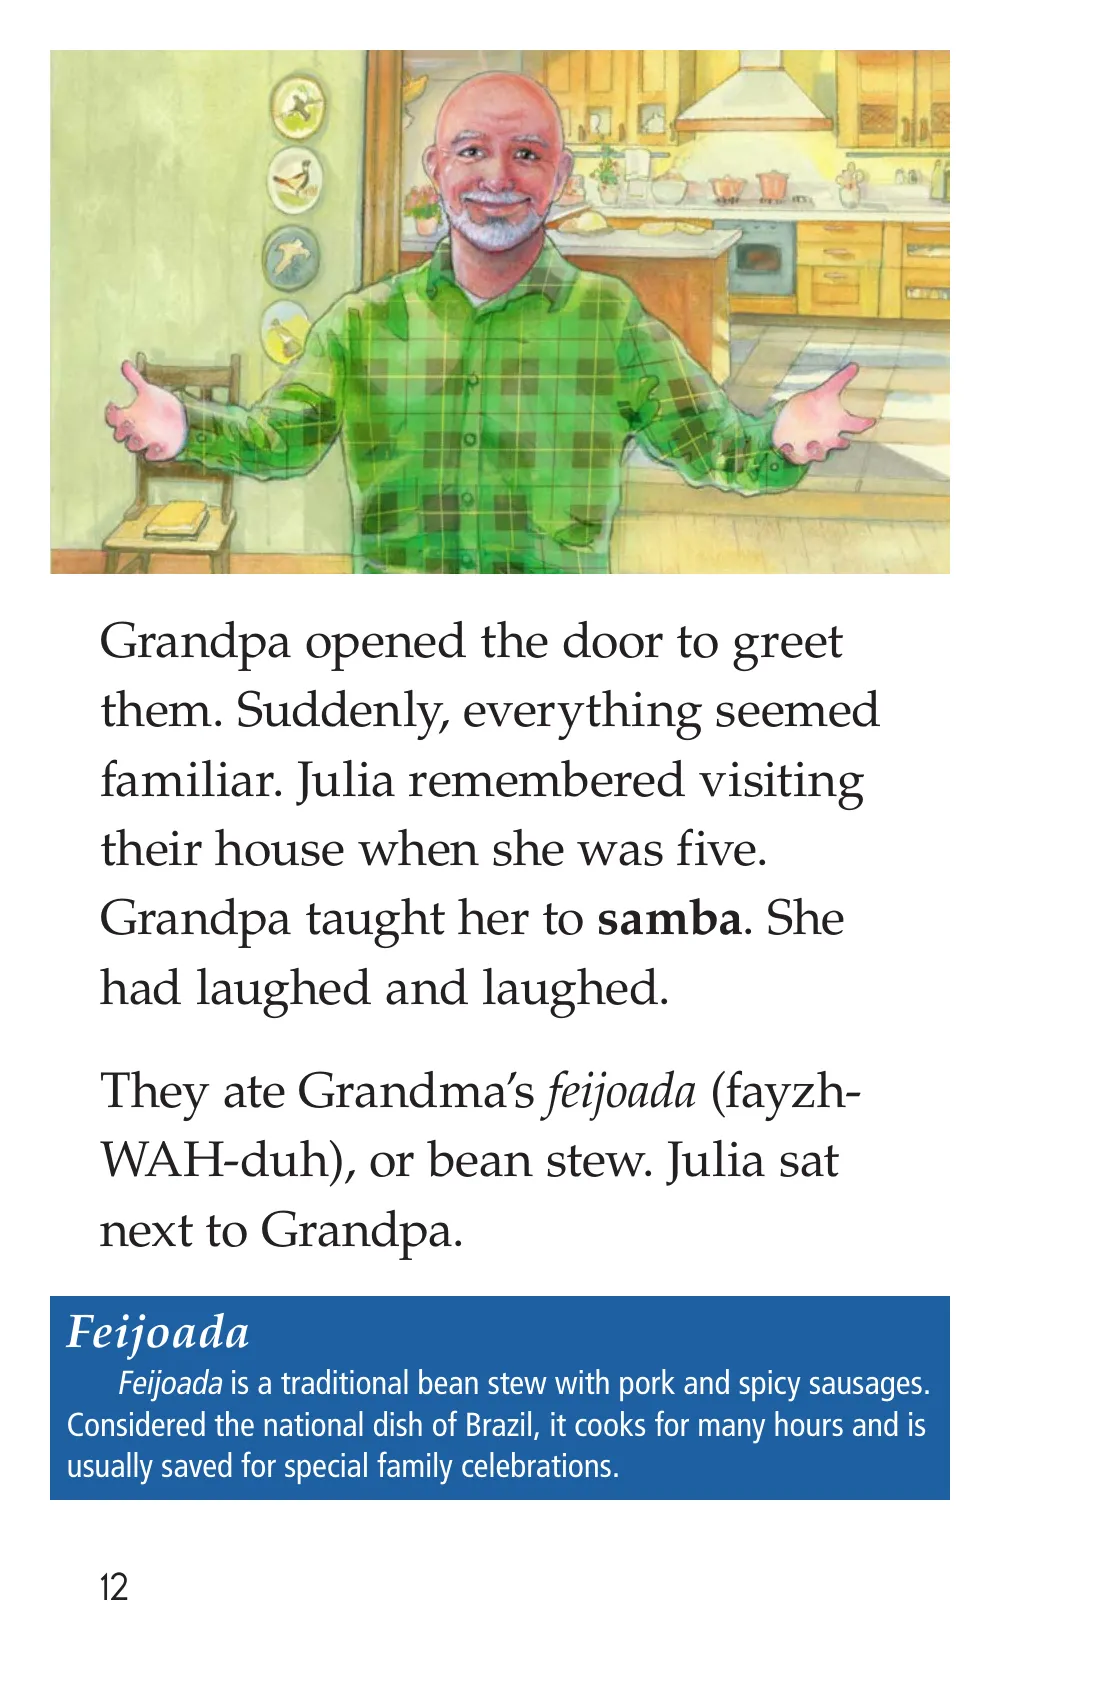 Grandpa opened the door to greet
them. Suddenly, everything seemed
familiar. Julia remembered visiting
their house when she was five.
Grandpa taught her to samba. She
had laughed and laughed.
They ate Grandma’s feijoada (fayzh-
WAH-duh), or bean stew. Julia sat
next to Grandpa.
Feijoada
Feijoada is a traditional bean stew with pork and spicy sausages.
Considered the national dish of Brazil, it cooks for many hours and is
usually saved for special family celebrations.
12